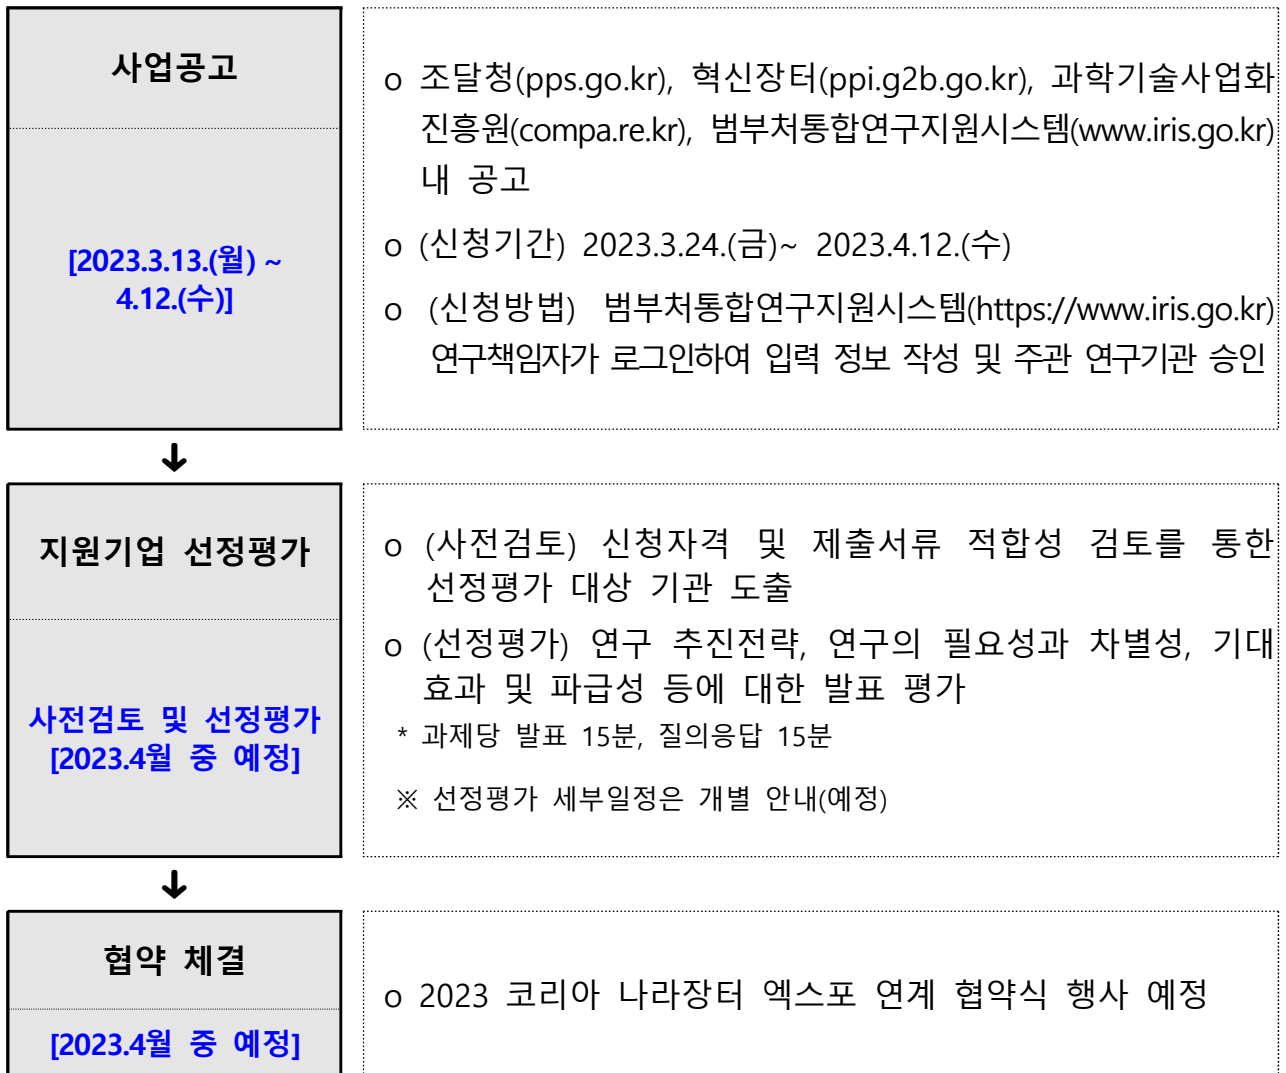 사업공고
[2023.3.13.(월) ~
4.12.(수)]
o 조달청(pps.go.kr), 혁신장터(ppi.g2b.go.kr), 과학기술사업화
진흥원(compa.re.kr), 범부처통합연구지원시스템(www.iris.go.kr)
내 공고
o (신청기간) 2023.3.24.(금)~ 2023.4.12.(수)
o (신청방법) 범부처통합연구지원시스템(https://www.iris.go.kr)
연구책임자가 로그인하여 입력 정보 작성 및 주관 연구기관 승인
↓
지원기업 선정평가
사전검토 및 선정평가
[2023.4월 중 예정]
o (사전검토) 신청자격 및 제출서류 적합성 검토를 통한
선정평가 대상 기관 도출
o (선정평가) 연구 추진전략, 연구의 필요성과 차별성, 기대
효과 및 파급성 등에 대한 발표 평가
* 과제당 발표 15분, 질의응답 15분
※ 선정평가 세부일정은 개별 안내(예정)
↓
협약 체결
[2023.4월 중 예정]
o 2023 코리아 나라장터 엑스포 연계 협약식 행사 예정